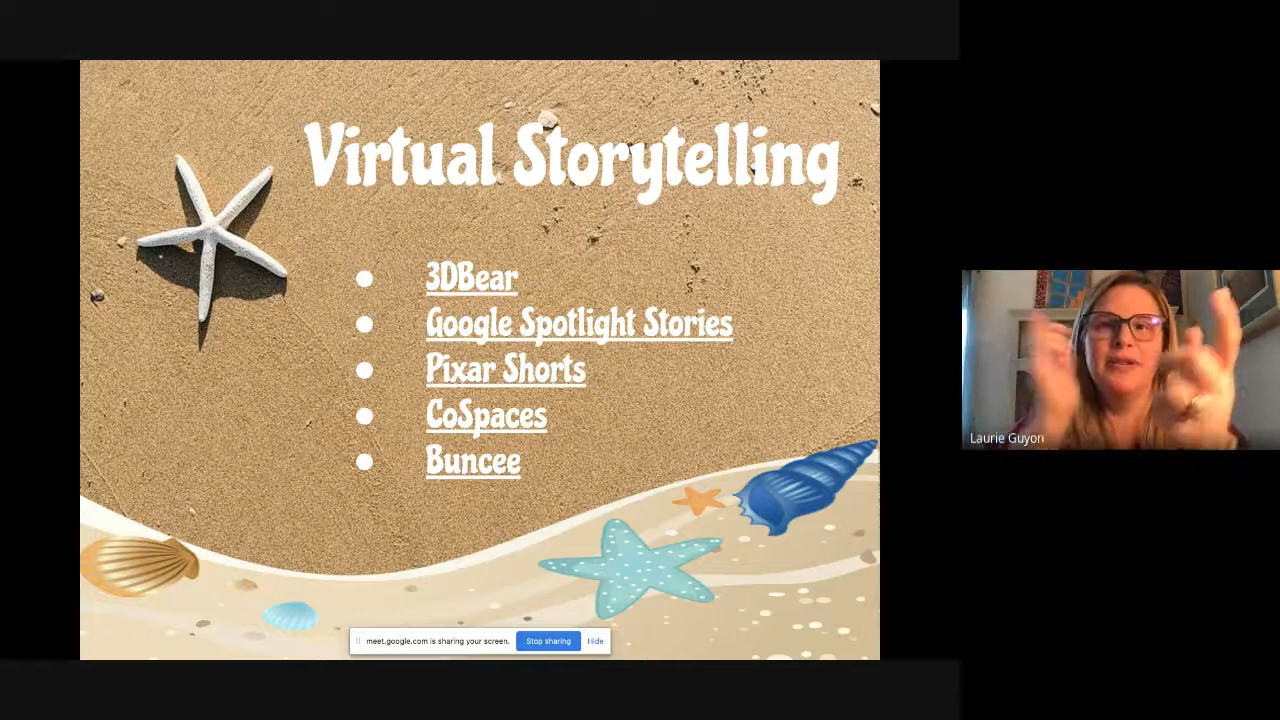 Virtual Storytelling
3DBear
Google Spotlight Stories
Pixar Shorts
CoSpaces
Buncee
Laurie Guyon
meet.google.com is sharing your screen. Stop sharing Hide